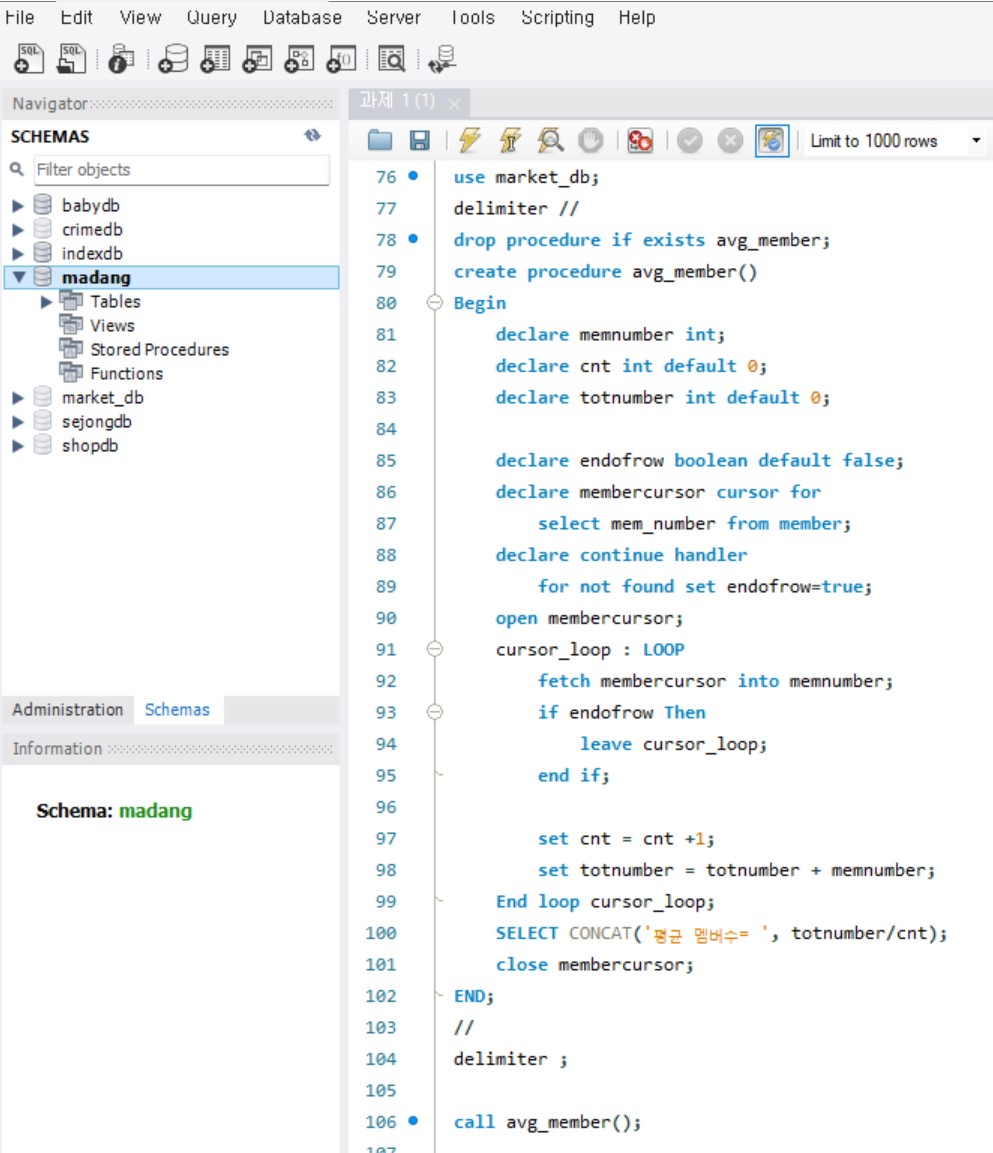 File Edit View Query Database Server Tools Scripting Help
SQL SQL
Navigator
SCHEMAS
Filter objects
babydb
crimedb
indexdb
madang
Tables
Views
Stored Procedures
Functions
market_db
sejongdb
shopdb
Administration Schemas
Information
Schema: madang
과제 1 (1)
Limit to 1000 rows
76 use market_db;
77 delimiter //
78 drop procedure if exists avg_member;
79 create procedure avg_member()
80 Begin
81 declare memnumber int;
82 declare cnt int default 0;
83 declare totnumber int default 0;
84
85 declare endofrow boolean default false;
86 declare membercursor cursor for
87 select mem_number from member;
88 declare continue handler
89 for not found set endofrow=true;
90 open membercursor;
91 cursor_loop : LOOP
92 fetch membercursor into memnumber;
93 if endofrow Then
94 leave cursor_loop;
95 end if;
96
97 set cnt = cnt +1;
98 set totnumber = totnumber + memnumber;
99 End loop cursor_loop;
100 SELECT CONCAT('평균 멤버수= ', totnumber/cnt);
101 close membercursor;
102 END;
103 //
104 delimiter ;
105
106 call avg_member();
107